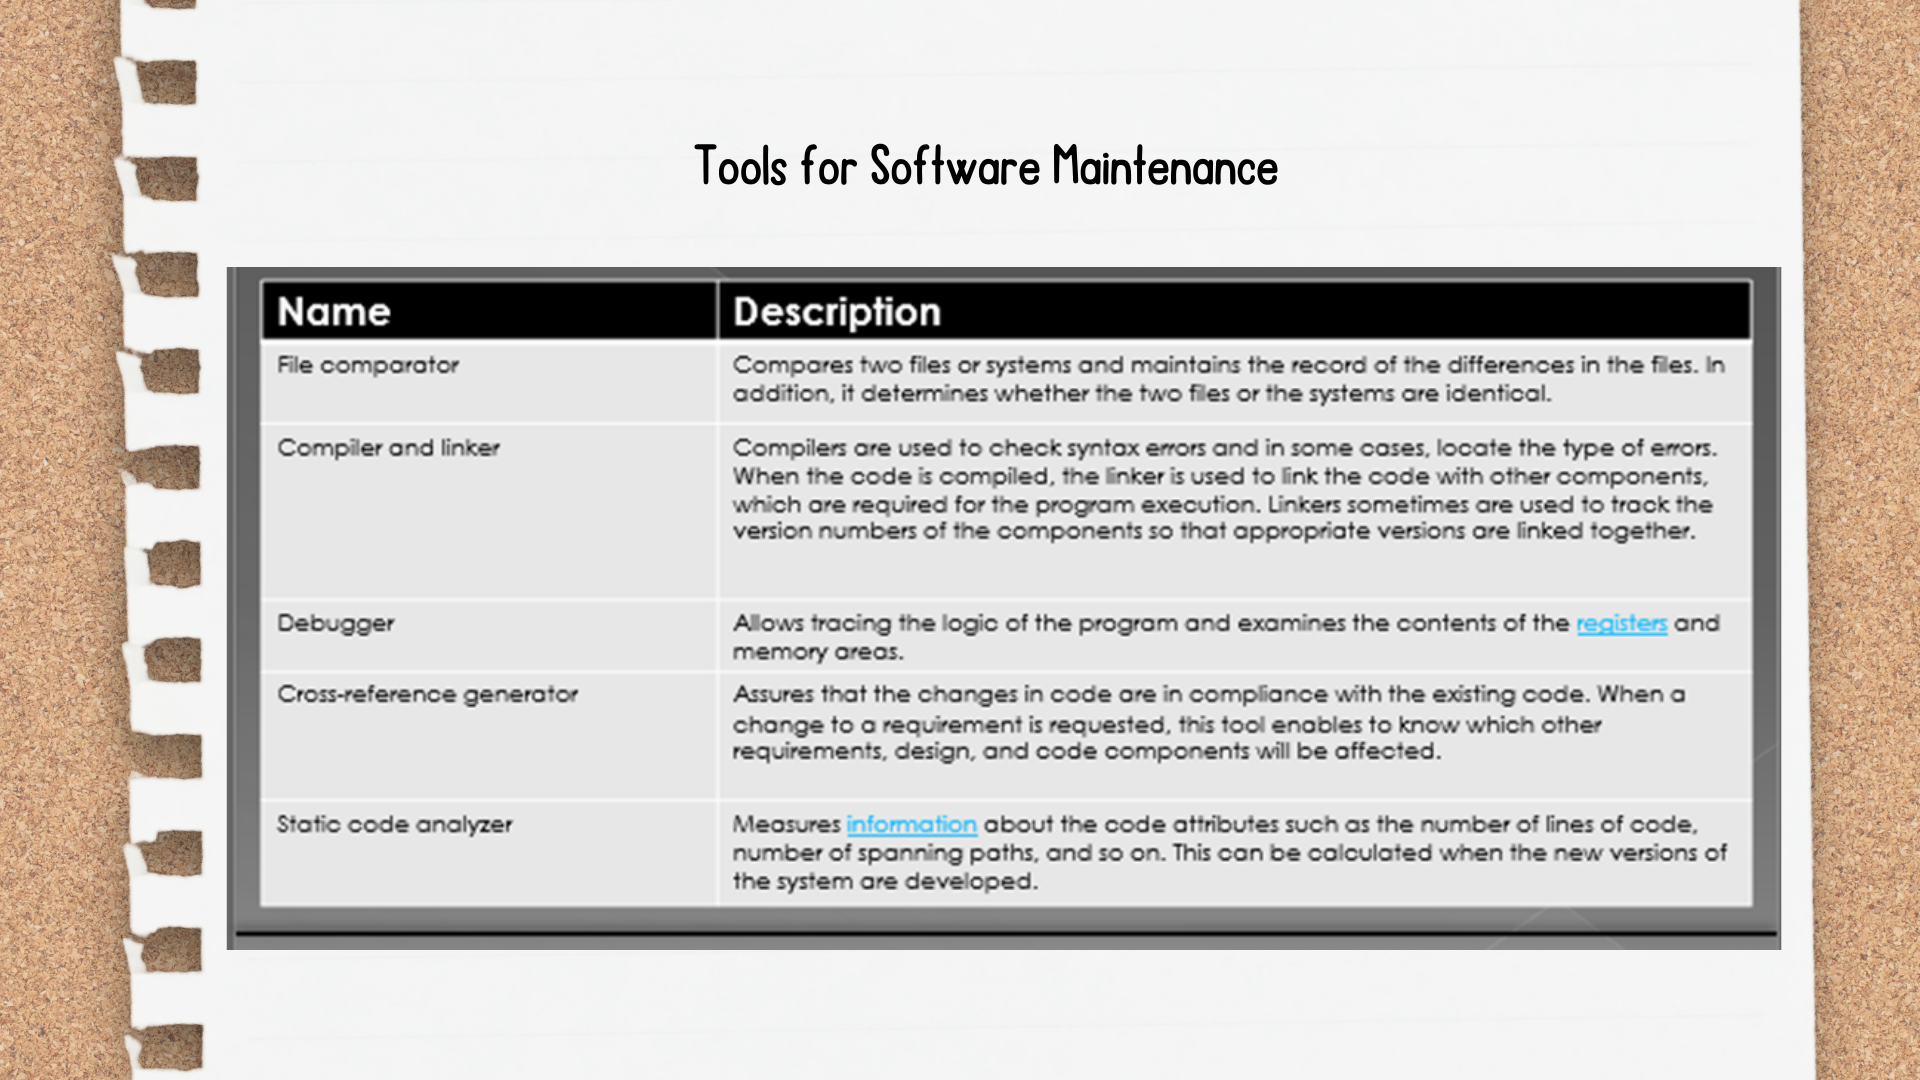 Tools for Software Maintenance
Name
Description
File comparator
Compares two files or systems and maintains the record of the differences in the files. In
addition, it determines whether the two files or the systems are identical.
Compiler and linker
Compilers are used to check syntax errors and in some cases, locate the type of errors.
When the code is compiled, the linker is used to link the code with other components,
which are required for the program execution. Linkers sometimes are used to track the
version numbers of the components so that appropriate versions are linked together.
Debugger
Allows tracing the logic of the program and examines the contents of the registers and
memory areas.
Cross-reference generator
Assures that the changes in code are in compliance with the existing code. When a
change to a requirement is requested, this tool enables to know which other
requirements, design, and code components will be affected.
Static code analyzer
Measures information about the code attributes such as the number of lines of code,
number of spanning paths, and so on. This can be calculated when the new versions of
the system are developed.